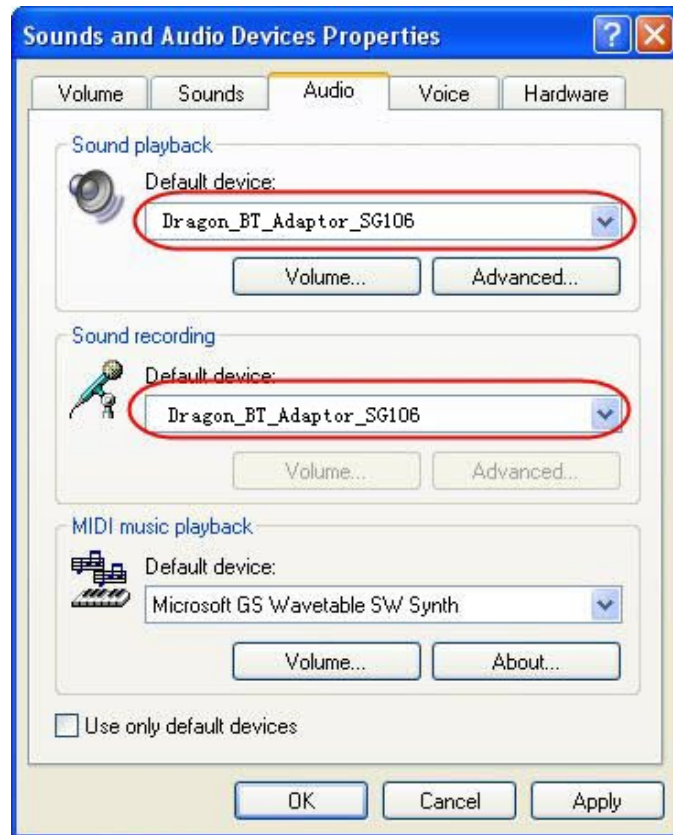 Sounds and Audio Devices Properties
Volume Sounds Audio Voice Hardware
Sound playback
Default device:
Dragon_BT_Adaptor_SG106
Volume... Advanced...
Sound recording
Default device:
Dragon_BT_Adaptor_SG106
Volume... Advanced...
MIDI music playback
Default device:
Microsoft GS Wavetable SW Synth
Volume... About...
Use only default devices
OK Cancel Apply